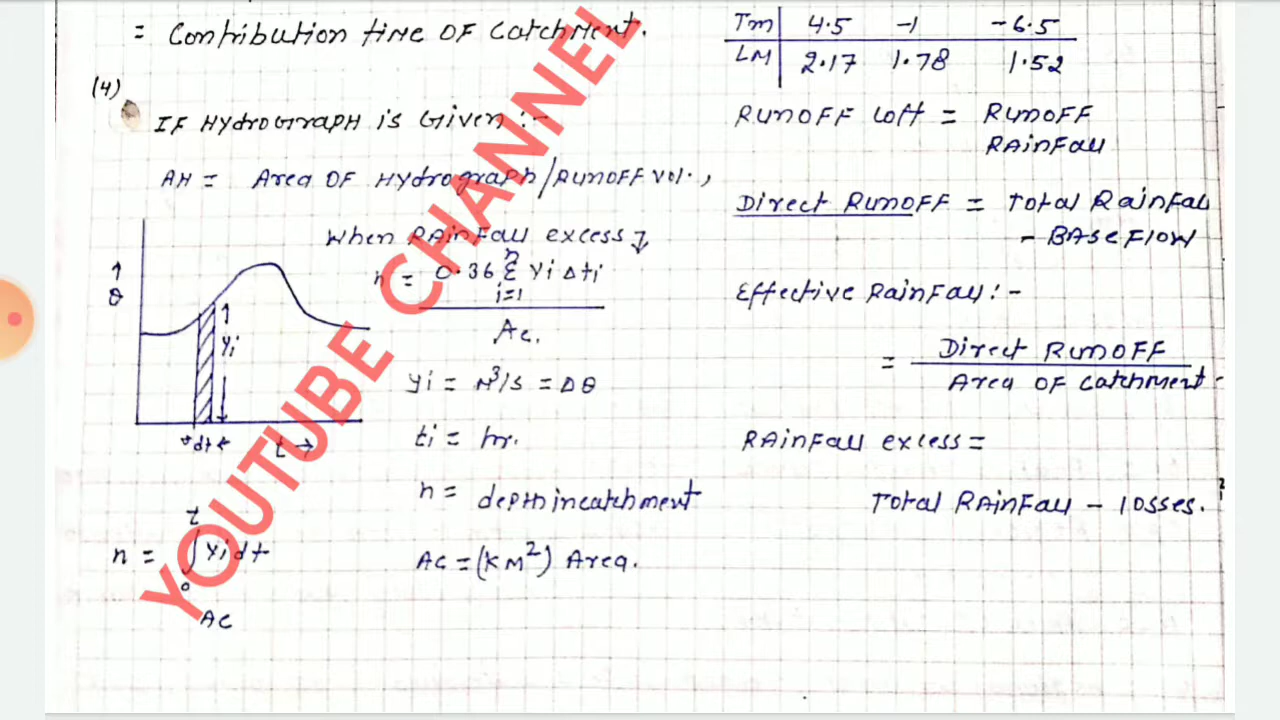 = Contribution time OF Catchment.
(4)
IF HydroGrapH is Given :-
AH = Area OF Hydrograph/RunoFF vol.,
When RAinFall excess
n = 0.36 Σ yi Δti
n
i=1
Ac.
↑
θ
↑
Yi
dt
t →
yi = M³/s = Δθ
ti = hr.
n = depth in catchment
AC = (KM²) Area.
n = ∫ Yi dt
t
o
AC
Tm | 4.5 -1 -6.5
LM | 2.17 1.78 1.52
RunOFF Coff = RunOFF
RAinFall
Direct RunOFF = Total RainFal
- BASE FLOW
Effective RainFall :-
= Direct RunOFF
Area OF Catchment
RAinFall excess =
Total RAinFall - losses.
YOUTUBE CHANNEL